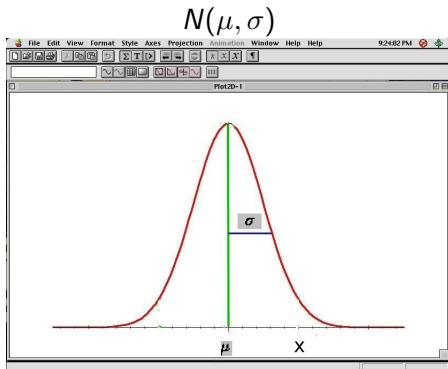 N(μ, σ)
File Edit View Format Style Axes Projection Animation Window Help Help 9:24:02 PM
Σ T X X X ¶
Plot2D-1
σ
μ X